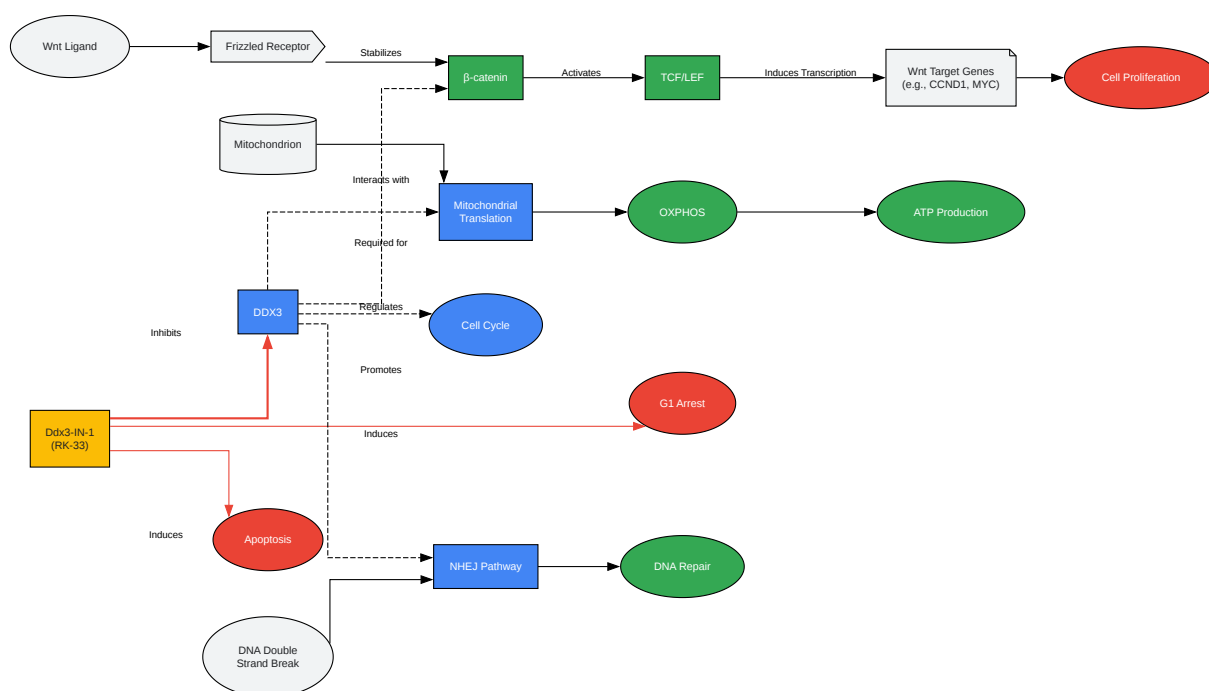 Wnt Ligand
Frizzled Receptor
Stabilizes
β-catenin
Activates
TCF/LEF
Induces Transcription
Wnt Target Genes
(e.g., CCND1, MYC)
Cell Proliferation
Mitochondrion
Interacts with
Mitochondrial
Translation
OXPHOS
ATP Production
Required for
DDX3
Regulates
Cell Cycle
Inhibits
Promotes
G1 Arrest
Ddx3-IN-1
(RK-33)
Induces
Induces
Apoptosis
NHEJ Pathway
DNA Repair
DNA Double
Strand Break